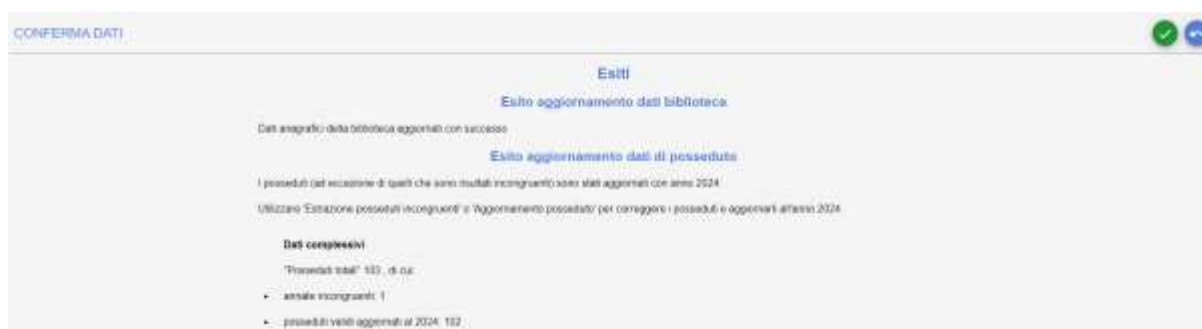 CONFERMA DATI
Esiti
Esito aggiornamento dati biblioteca
Dati anagrafici della biblioteca aggiornati con successo
Esito aggiornamento dati di posseduto
I posseduti (ad eccezione di quelli che sono risultati incongruenti) sono stati aggiornati con anno 2024
Utilizzare 'Estrazione posseduti incongruenti' o 'Aggiornamento posseduto' per correggere i posseduti e aggiornarli all'anno 2024
Dati complessivi
"Posseduti totali" 103 , di cui:
• annate incongruenti: 1
• posseduti validi aggiornati al 2024: 102